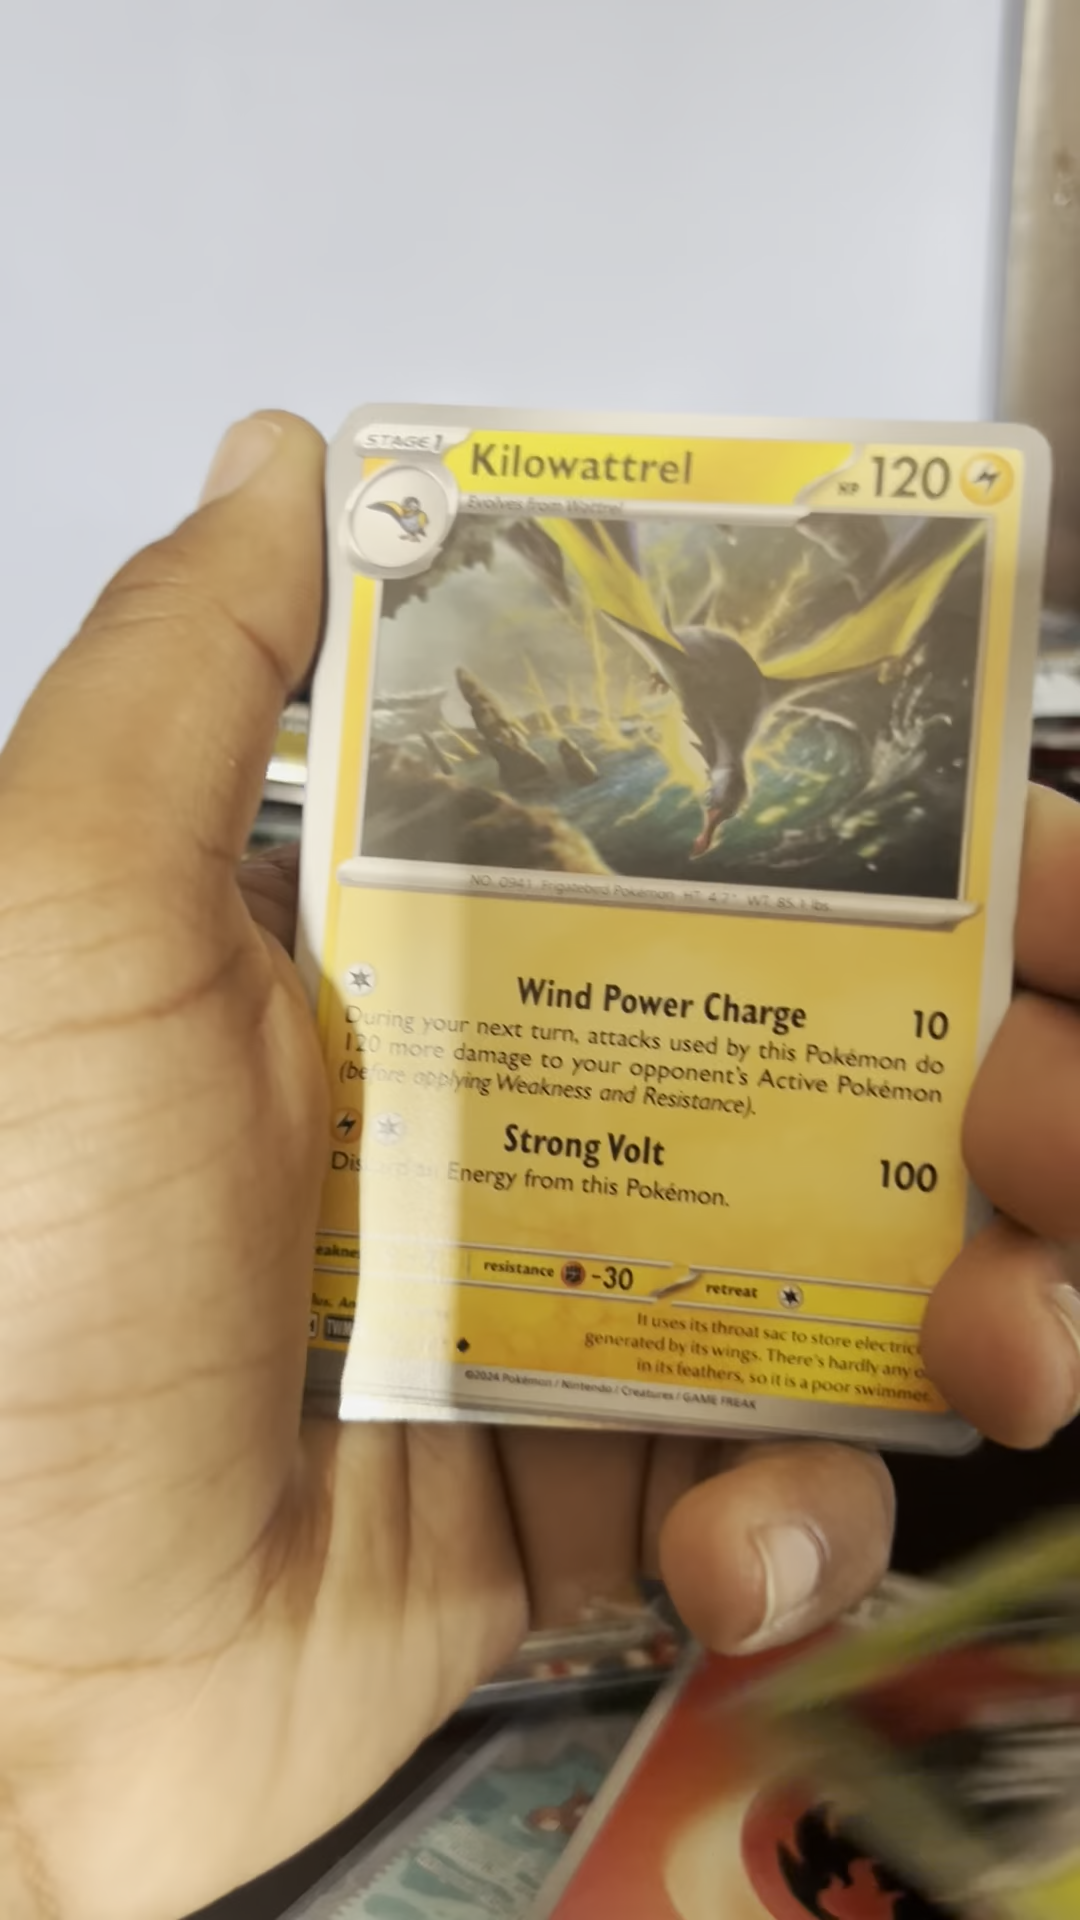 STAGE 1
Kilowattrel
HP 120
Evolves from Wattrel
NO. 0941 Frigatebird Pokémon HT: 4'7" WT: 85.1 lbs.
Wind Power Charge 10
During your next turn, attacks used by this Pokémon do
120 more damage to your opponent's Active Pokémon
(before applying Weakness and Resistance).
Strong Volt 100
Discard an Energy from this Pokémon.
resistance -30 retreat
It uses its throat sac to store
generated by its wings. There's hardly any
in its feathers, so it is a poor swimmer.
©2024 Pokémon / Nintendo / Creatures / GAME FREAK